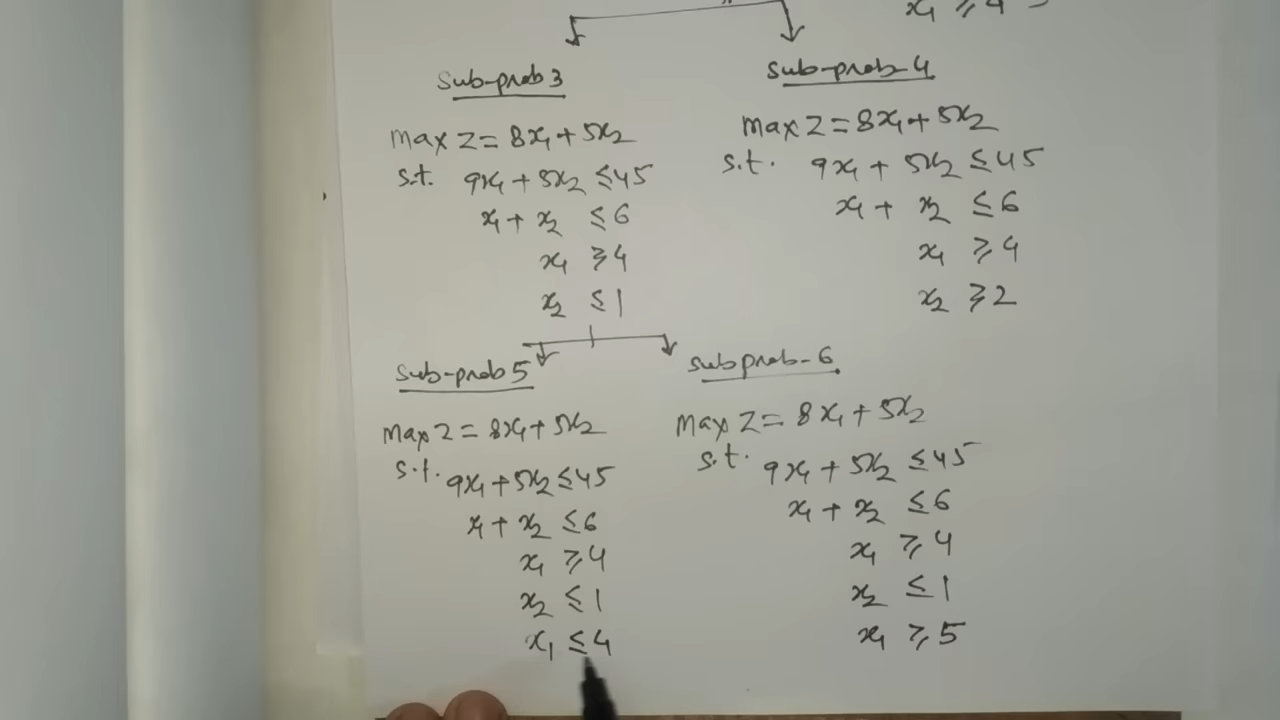 x₁ ≥ 4
sub-prob 3
max Z = 8x₁ + 5x₂
s.t. 9x₁ + 5x₂ ≤ 45
x₁ + x₂ ≤ 6
x₁ ≥ 4
x₂ ≤ 1
sub-prob-4
max Z = 8x₁ + 5x₂
s.t. 9x₁ + 5x₂ ≤ 45
x₁ + x₂ ≤ 6
x₁ ≥ 4
x₂ ≥ 2
sub-prob 5
max Z = 8x₁ + 5x₂
s.t. 9x₁ + 5x₂ ≤ 45
x₁ + x₂ ≤ 6
x₁ ≥ 4
x₂ ≤ 1
x₁ ≤ 4
sub prob-6
max Z = 8x₁ + 5x₂
s.t. 9x₁ + 5x₂ ≤ 45
x₁ + x₂ ≤ 6
x₁ ≥ 4
x₂ ≤ 1
x₁ ≥ 5